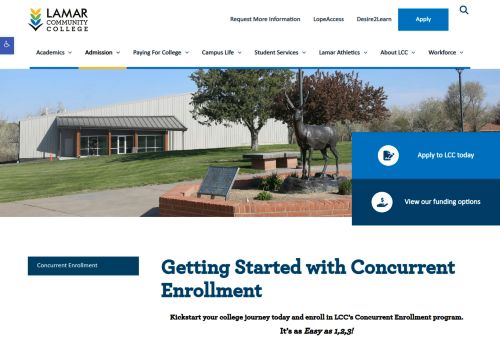 LAMAR
COMMUNITY
COLLEGE
Request More Information LopeAccess Desire2Learn Apply
Academics Admission Paying For College Campus Life Student Services Lamar Athletics About LCC Workforce
Apply to LCC today
View our funding options
Concurrent Enrollment
Getting Started with Concurrent
Enrollment
Kickstart your college journey today and enroll in LCC's Concurrent Enrollment program.
It's as Easy as 1,2,3!